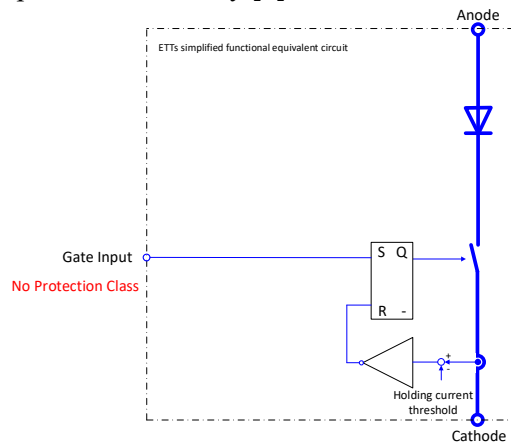 Anode
ETTs simplified functional equivalent circuit
Gate Input
No Protection Class
S Q
R -
+
-
Holding current
threshold
Cathode